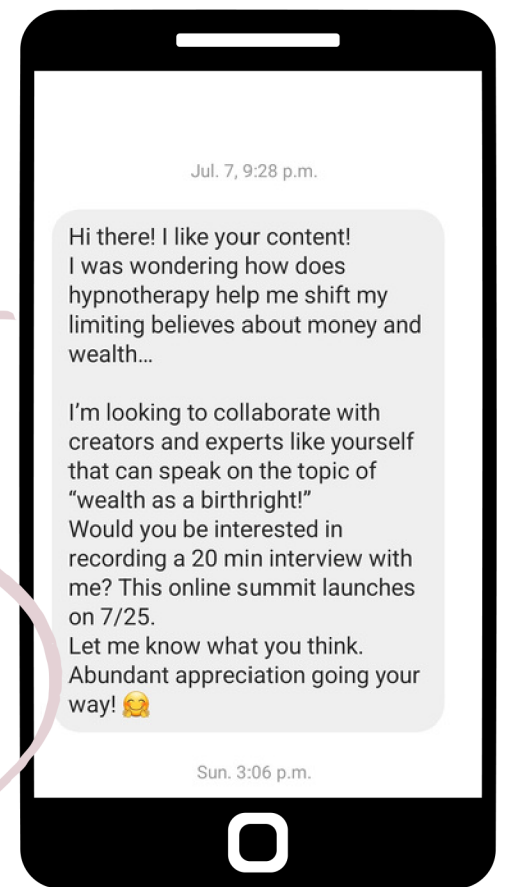 Jul. 7, 9:28 p.m.
Hi there! I like your content!
I was wondering how does
hypnotherapy help me shift my
limiting believes about money and
wealth...
I'm looking to collaborate with
creators and experts like yourself
that can speak on the topic of
“wealth as a birthright!”
Would you be interested in
recording a 20 min interview with
me? This online summit launches
on 7/25.
Let me know what you think.
Abundant appreciation going your
way! 🤗
Sun. 3:06 p.m.